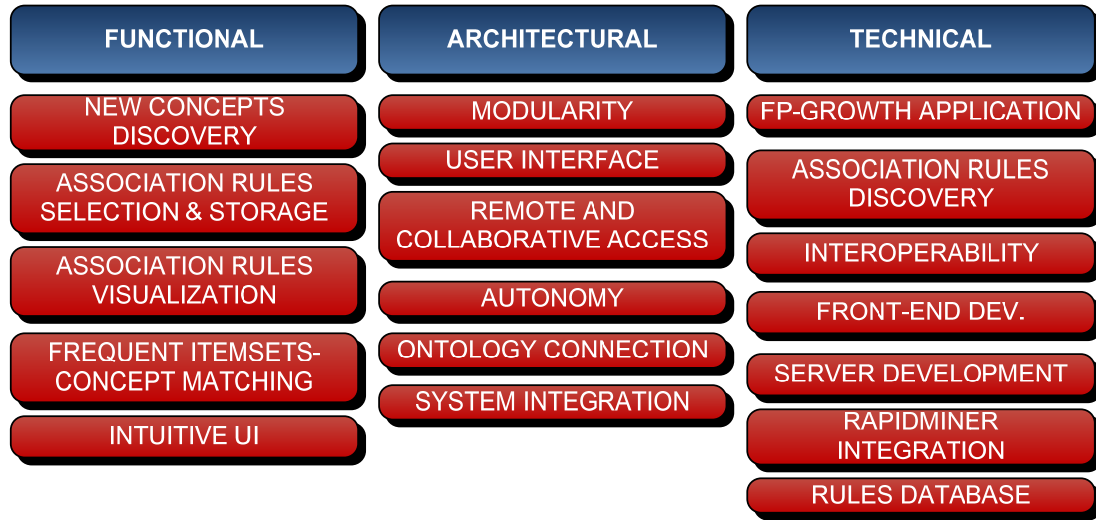 FUNCTIONAL
NEW CONCEPTS
DISCOVERY
ASSOCIATION RULES
SELECTION & STORAGE
ASSOCIATION RULES
VISUALIZATION
FREQUENT ITEMSETS-
CONCEPT MATCHING
INTUITIVE UI
ARCHITECTURAL
MODULARITY
USER INTERFACE
REMOTE AND
COLLABORATIVE ACCESS
AUTONOMY
ONTOLOGY CONNECTION
SYSTEM INTEGRATION
TECHNICAL
FP-GROWTH APPLICATION
ASSOCIATION RULES
DISCOVERY
INTEROPERABILITY
FRONT-END DEV.
SERVER DEVELOPMENT
RAPIDMINER
INTEGRATION
RULES DATABASE